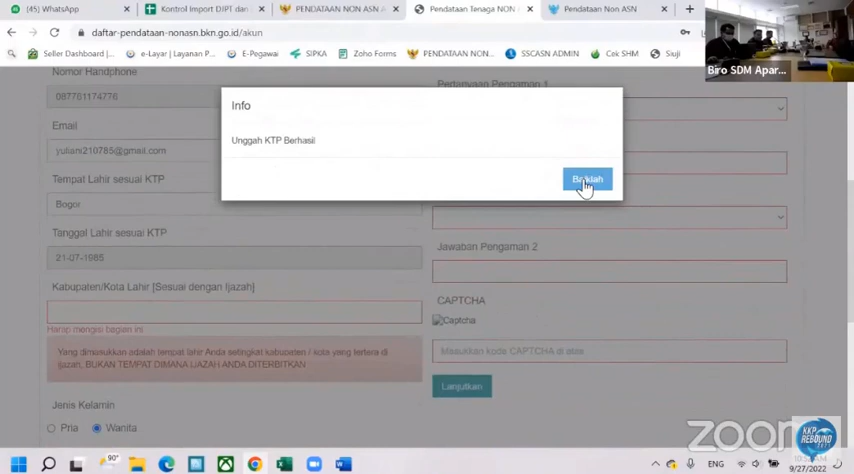 (45) WhatsApp
Kontrol Import DJPT dan
PENDATAAN NON ASN A
Pendataan Tenaga NON
Pendataan Non ASN
daftar-pendataan-nonasn.bkn.go.id/akun
Seller Dashboard |...
e-Layar | Layanan P...
E-Pegawai
SIPKA
Zoho Forms
PENDATAAN NON...
SSCASN ADMIN
Cek SHM
Siuji
Biro SDM Apar...
Nomor Handphone
087761174776
Email
yuliani210785@gmail.com
Tempat Lahir sesuai KTP
Bogor
Tanggal Lahir sesuai KTP
21-07-1985
Kabupaten/Kota Lahir [Sesuai dengan Ijazah]
Harap mengisi bagian ini
Yang dimasukkan adalah tempat lahir Anda setingkat kabupaten / kota yang tertera di
ijazah, BUKAN TEMPAT DIMANA IJAZAH ANDA DITERBITKAN
Jenis Kelamin
Pria
Wanita
Info
Unggah KTP Berhasil
Baiklah
Pertanyaan Pengaman 1
Jawaban Pengaman 2
CAPTCHA
Captcha
Masukkan kode CAPTCHA di atas
Lanjutkan
zoom
KKP
REBOUND
90°
ENG
9/27/2022